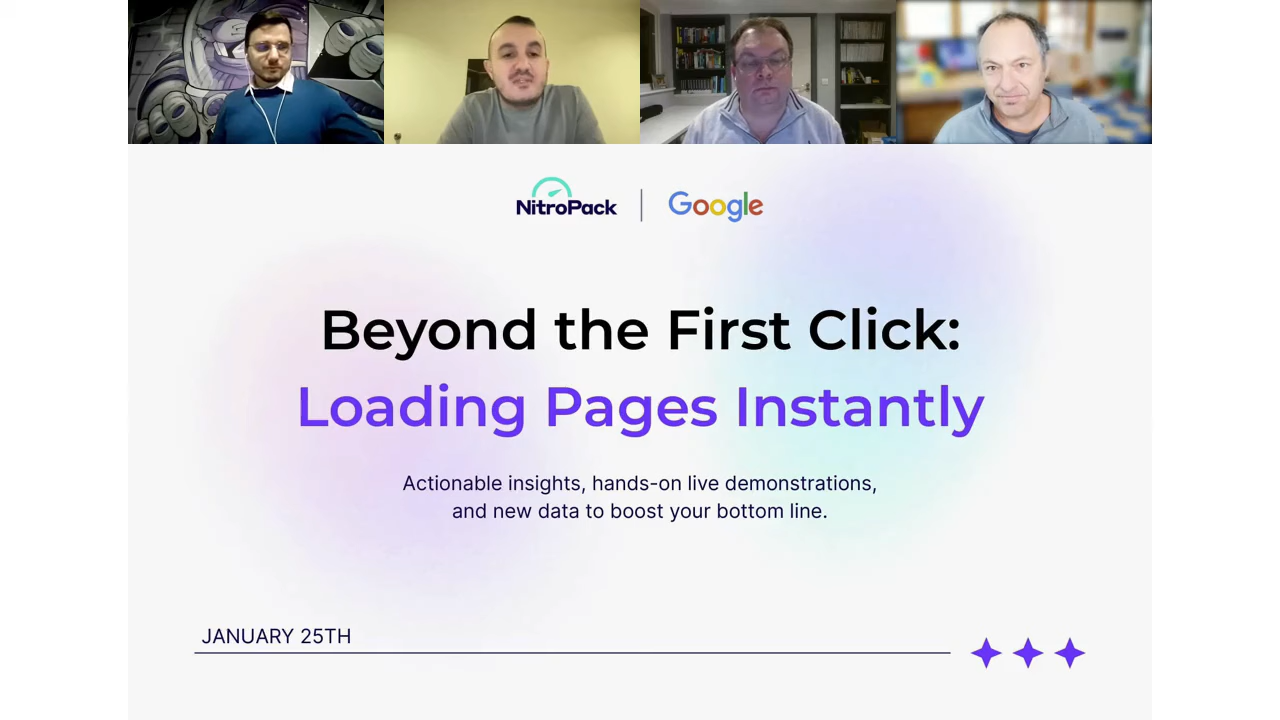 NitroPack | Google
Beyond the First Click:
Loading Pages Instantly
Actionable insights, hands-on live demonstrations,
and new data to boost your bottom line.
JANUARY 25TH